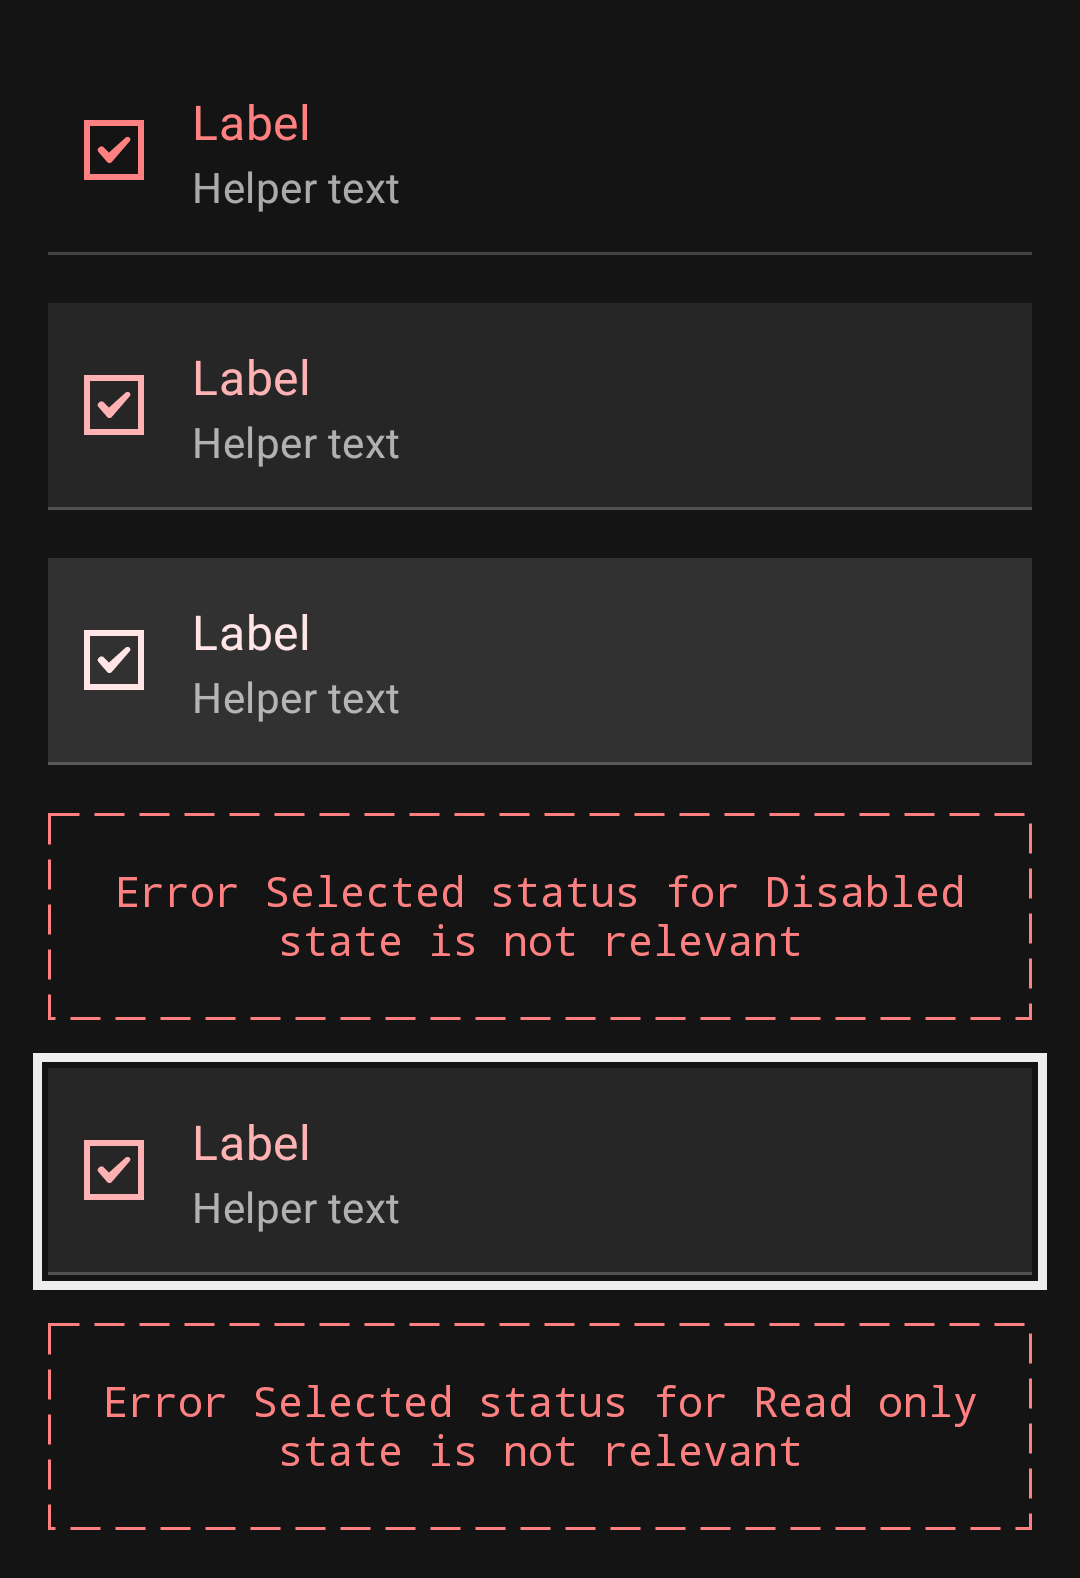 Label
Helper text
Label
Helper text
Label
Helper text
Error Selected status for Disabled
state is not relevant
Label
Helper text
Error Selected status for Read only
state is not relevant